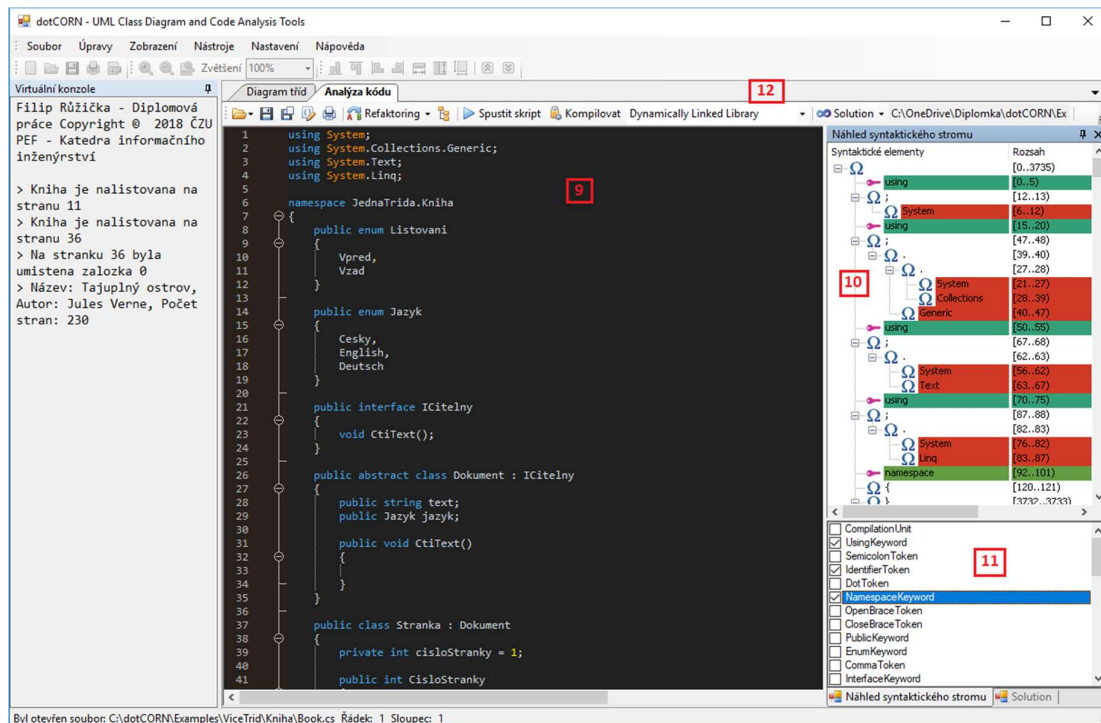 dotCORN - UML Class Diagram and Code Analysis Tools
Soubor Úpravy Zobrazení Nástroje Nastavení Nápověda
Zvětšení 100%
Virtuální konzole
Filip Růžička - Diplomová
práce Copyright © 2018 ČZU
PEF - Katedra informačního
inženýrství
> Kniha je nalistovana na
stranu 11
> Kniha je nalistovana na
stranu 36
> Na stranku 36 byla
umistena zalozka 0
> Název: Tajuplný ostrov,
Autor: Jules Verne, Počet
stran: 230
Diagram tříd Analýza kódu
12
Refaktoring Spustit skript Kompilovat Dynamically Linked Library Solution C:\OneDrive\Diplomka\dotCORN\Ex
1 using System;
2 using System.Collections.Generic;
3 using System.Text;
4 using System.Linq;
5
6 namespace JednaTrida.Kniha
7 {
8 public enum Listovani
9 {
10 Vpred,
11 Vzad
12 }
13
14 public enum Jazyk
15 {
16 Cesky,
17 English,
18 Deutsch
19 }
20
21 public interface ICitelny
22 {
23 void CtiText();
24 }
25
26 public abstract class Dokument : ICitelny
27 {
28 public string text;
29 public Jazyk jazyk;
30
31 public void CtiText()
32 {
33
34 }
35 }
36
37 public class Stranka : Dokument
38 {
39 private int cisloStranky = 1;
40
41 public int CisloStranky
9
Náhled syntaktického stromu
Syntaktické elementy Rozsah
Ω [0..3735)
using [0..5)
Ω ; [12..13)
Ω System [6..12)
using [15..20)
Ω ; [47..48)
Ω . [39..40)
Ω . [27..28)
Ω System [21..27)
Ω Collections [28..39)
Ω Generic [40..47)
using [50..55)
Ω ; [67..68)
Ω . [62..63)
Ω System [56..62)
Ω Text [63..67)
using [70..75)
Ω ; [87..88)
Ω . [82..83)
Ω System [76..82)
Ω Linq [83..87)
namespace [92..101)
Ω { [120..121)
Ω } [3732..3733)
10
CompilationUnit
UsingKeyword
SemicolonToken
IdentifierToken
DotToken
NamespaceKeyword
OpenBraceToken
CloseBraceToken
PublicKeyword
EnumKeyword
CommaToken
InterfaceKeyword
11
Náhled syntaktického stromu Solution
Byl otevřen soubor: C:\dotCORN\Examples\ViceTrid\Kniha\Book.cs Řádek: 1 Sloupec: 1